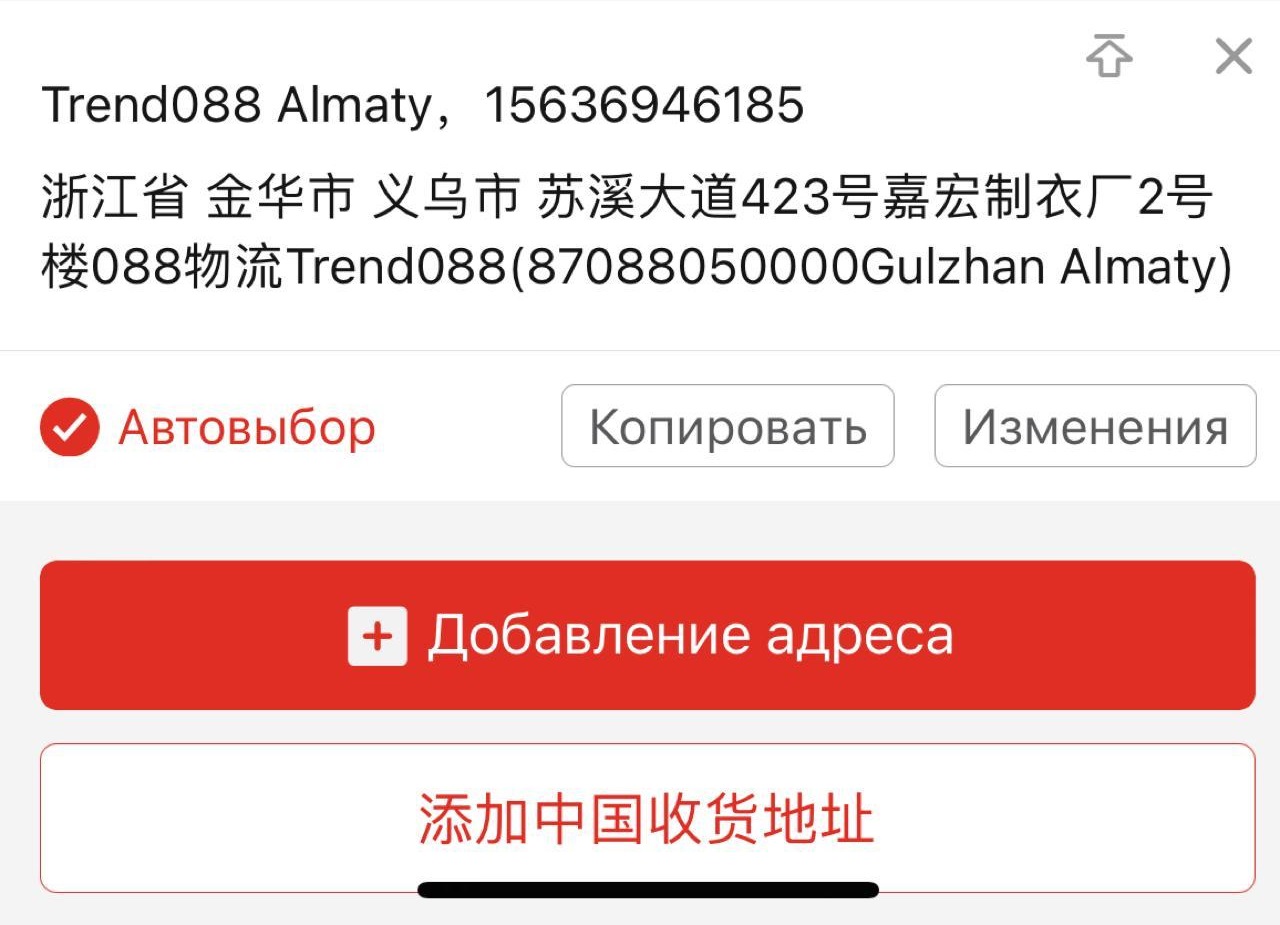 Trend088 Almaty，15636946185
浙江省 金华市 义乌市 苏溪大道423号嘉宏制衣厂2号
楼088物流Trend088(87088050000Gulzhan Almaty)
Автовыбор
Копировать
Изменения
Добавление адреса
添加中国收货地址